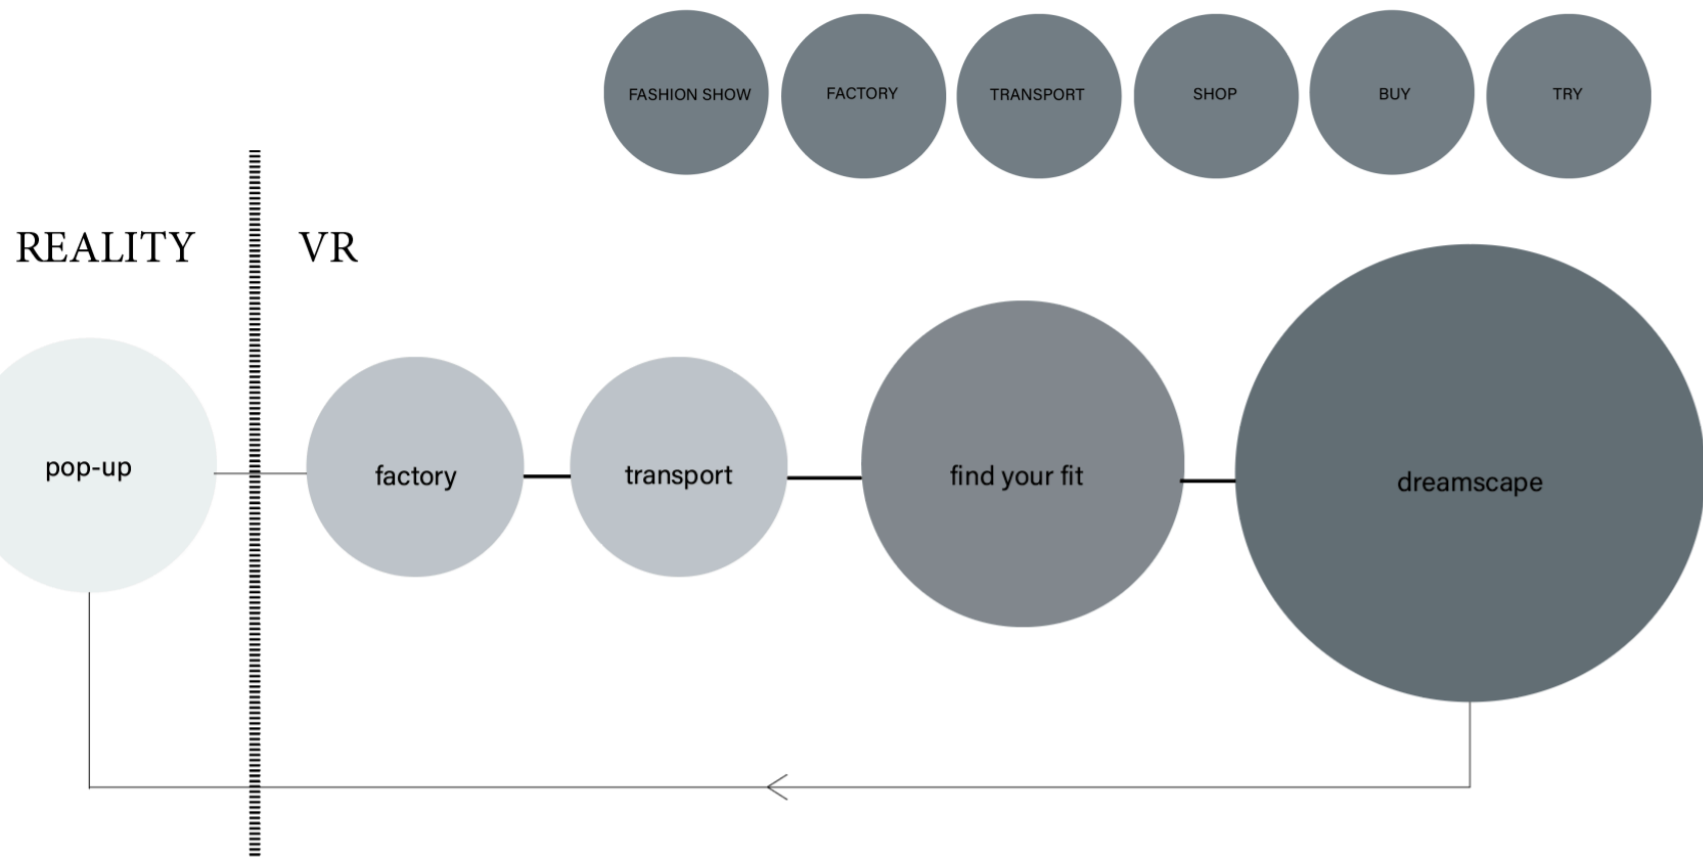 FASHION SHOW
FACTORY
TRANSPORT
SHOP
BUY
TRY
REALITY
VR
pop-up
factory
transport
find your fit
dreamscape